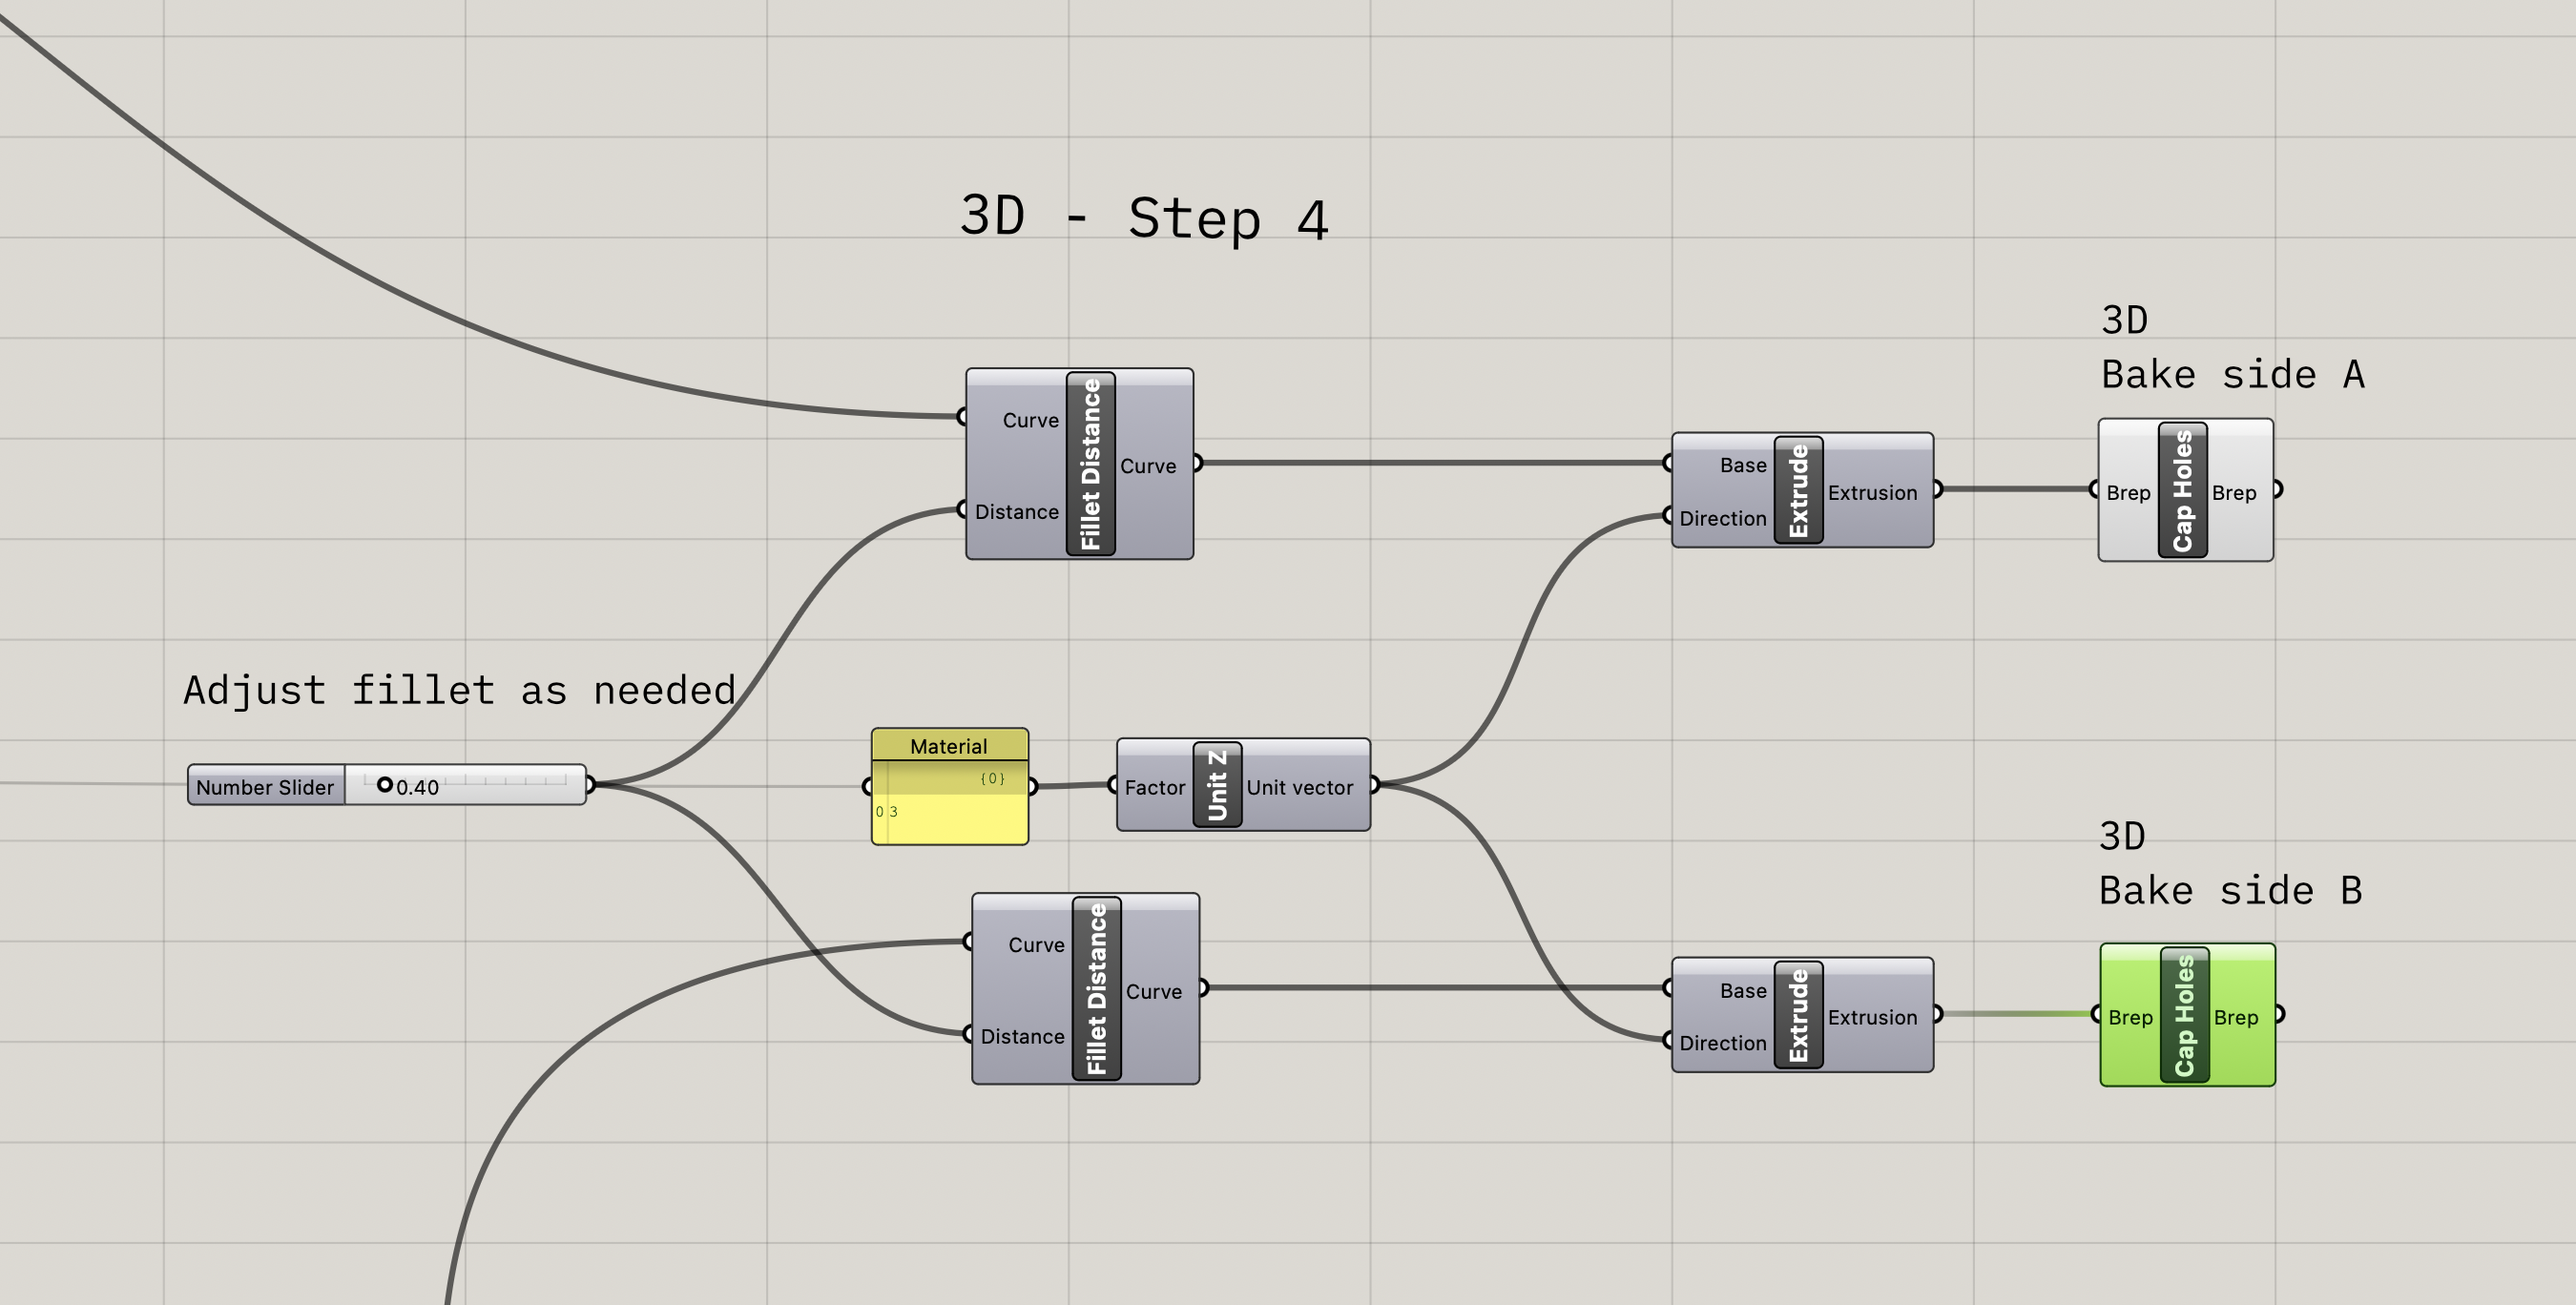 3D - Step 4
3D
Bake side A
Curve
Distance
Fillet Distance
Curve
Base
Direction
Extrude
Extrusion
Brep
Cap Holes
Brep
Adjust fillet as needed
Number Slider
0.40
Material
{0}
0 3
Factor
Unit Z
Unit vector
3D
Bake side B
Curve
Distance
Fillet Distance
Curve
Base
Direction
Extrude
Extrusion
Brep
Cap Holes
Brep